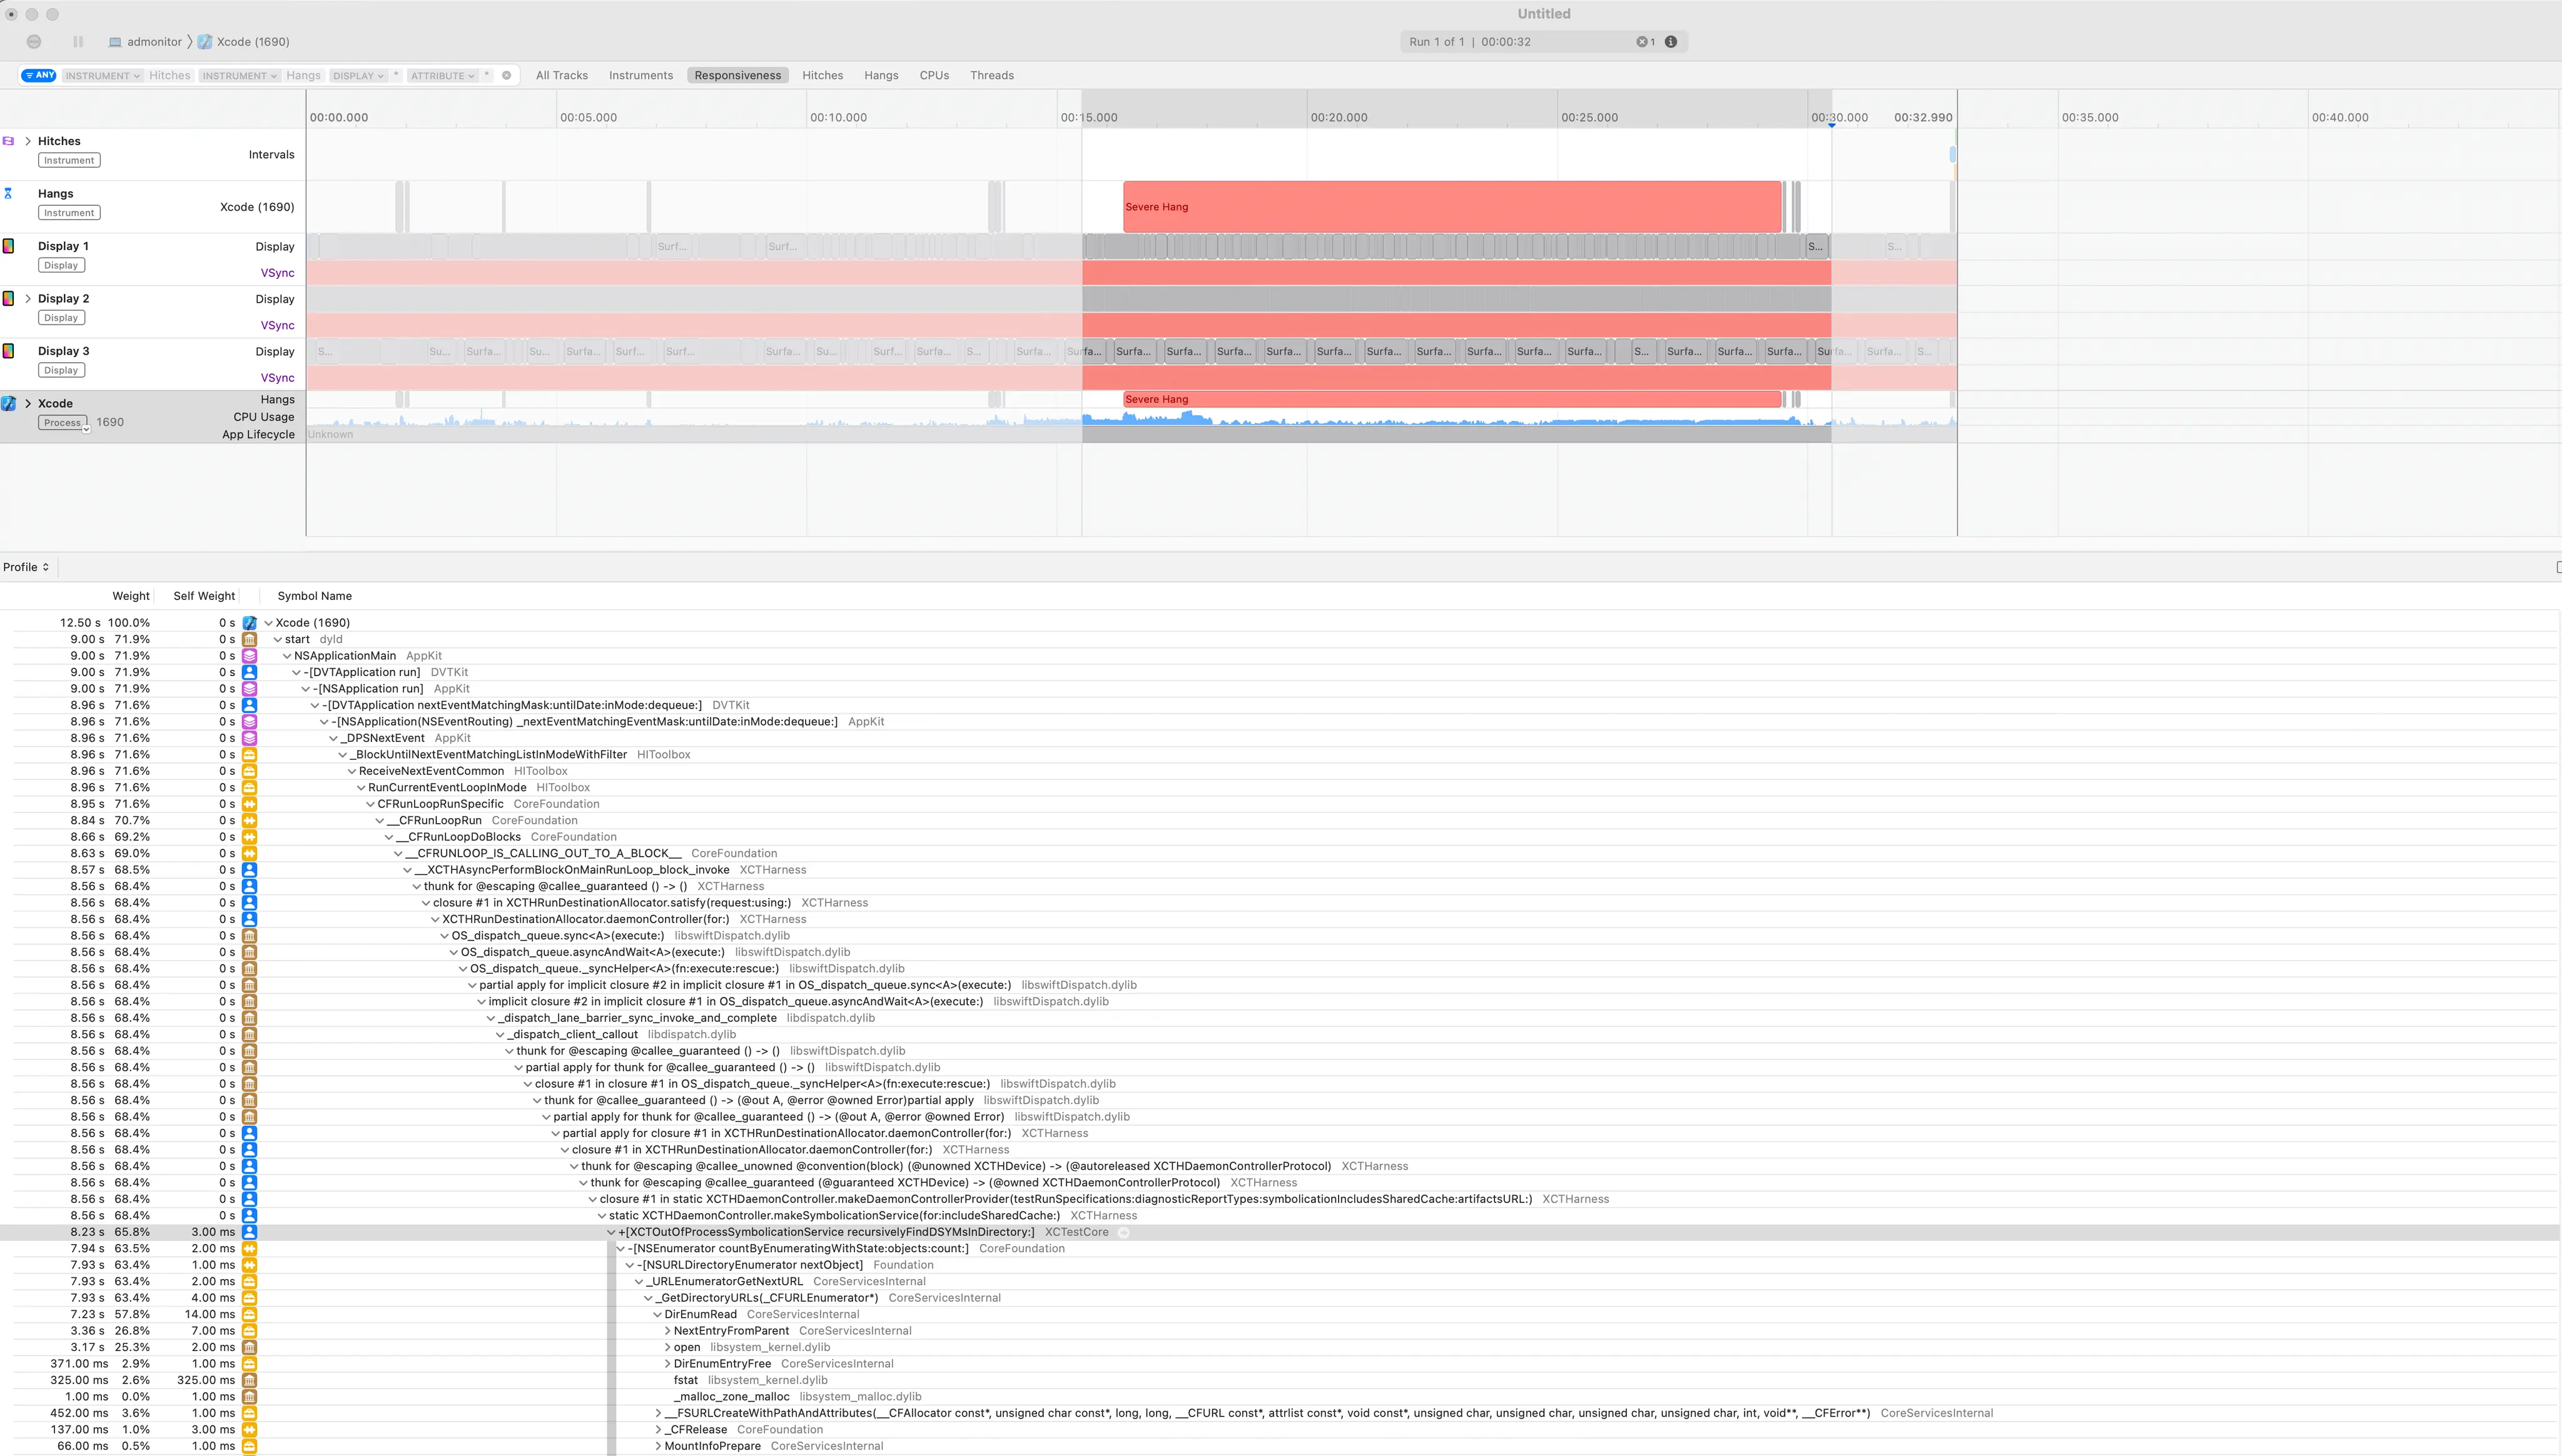 Untitled
admonitor 〉 Xcode (1690)
Run 1 of 1 | 00:00:32
1
ANY INSTRUMENT Hitches INSTRUMENT Hangs DISPLAY * ATTRIBUTE *
All Tracks Instruments Responsiveness Hitches Hangs CPUs Threads
00:00.000 00:05.000 00:10.000 00:15.000 00:20.000 00:25.000 00:30.000 00:32.990 00:35.000 00:40.000
Hitches
Instrument
Intervals
Hangs
Instrument
Xcode (1690)
Severe Hang
Display 1 Display
Surf... Surf... S... S...
Display
VSync
Display 2 Display
Display
VSync
Display 3 Display
S... Su... Surfa... Su... Surfa... Surf... Surf... Surfa... Su... Surf... Surfa... S... Surfa... Surfa... Surfa... Surfa... Surfa... Surfa... Surfa... Surfa... Surfa... Surfa... Surfa... Surfa... S... Surfa... Surfa... Surfa... Surfa... Surfa... S...
Display
VSync
Xcode
Process 1690
Hangs
Severe Hang
CPU Usage
App Lifecycle
Unknown
Profile
Weight Self Weight Symbol Name
12.50 s 100.0% 0 s Xcode (1690)
9.00 s 71.9% 0 s start dyld
9.00 s 71.9% 0 s NSApplicationMain AppKit
9.00 s 71.9% 0 s -[DVTApplication run] DVTKit
9.00 s 71.9% 0 s -[NSApplication run] AppKit
8.96 s 71.6% 0 s -[DVTApplication nextEventMatchingMask:untilDate:inMode:dequeue:] DVTKit
8.96 s 71.6% 0 s -[NSApplication(NSEventRouting) _nextEventMatchingEventMask:untilDate:inMode:dequeue:] AppKit
8.96 s 71.6% 0 s _DPSNextEvent AppKit
8.96 s 71.6% 0 s _BlockUntilNextEventMatchingListInModeWithFilter HIToolbox
8.96 s 71.6% 0 s ReceiveNextEventCommon HIToolbox
8.96 s 71.6% 0 s RunCurrentEventLoopInMode HIToolbox
8.95 s 71.6% 0 s CFRunLoopRunSpecific CoreFoundation
8.84 s 70.7% 0 s __CFRunLoopRun CoreFoundation
8.66 s 69.2% 0 s __CFRunLoopDoBlocks CoreFoundation
8.63 s 69.0% 0 s __CFRUNLOOP_IS_CALLING_OUT_TO_A_BLOCK__ CoreFoundation
8.57 s 68.5% 0 s __XCTHAsyncPerformBlockOnMainRunLoop_block_invoke XCTHarness
8.56 s 68.4% 0 s thunk for @escaping @callee_guaranteed () -> () XCTHarness
8.56 s 68.4% 0 s closure #1 in XCTHRunDestinationAllocator.satisfy(request:using:) XCTHarness
8.56 s 68.4% 0 s XCTHRunDestinationAllocator.daemonController(for:) XCTHarness
8.56 s 68.4% 0 s OS_dispatch_queue.sync<A>(execute:) libswiftDispatch.dylib
8.56 s 68.4% 0 s OS_dispatch_queue.asyncAndWait<A>(execute:) libswiftDispatch.dylib
8.56 s 68.4% 0 s OS_dispatch_queue._syncHelper<A>(fn:execute:rescue:) libswiftDispatch.dylib
8.56 s 68.4% 0 s partial apply for implicit closure #2 in implicit closure #1 in OS_dispatch_queue.sync<A>(execute:) libswiftDispatch.dylib
8.56 s 68.4% 0 s implicit closure #2 in implicit closure #1 in OS_dispatch_queue.asyncAndWait<A>(execute:) libswiftDispatch.dylib
8.56 s 68.4% 0 s _dispatch_lane_barrier_sync_invoke_and_complete libdispatch.dylib
8.56 s 68.4% 0 s _dispatch_client_callout libdispatch.dylib
8.56 s 68.4% 0 s thunk for @escaping @callee_guaranteed () -> () libswiftDispatch.dylib
8.56 s 68.4% 0 s partial apply for thunk for @callee_guaranteed () -> () libswiftDispatch.dylib
8.56 s 68.4% 0 s closure #1 in closure #1 in OS_dispatch_queue._syncHelper<A>(fn:execute:rescue:) libswiftDispatch.dylib
8.56 s 68.4% 0 s thunk for @callee_guaranteed () -> (@out A, @error @owned Error)partial apply libswiftDispatch.dylib
8.56 s 68.4% 0 s partial apply for thunk for @callee_guaranteed () -> (@out A, @error @owned Error) libswiftDispatch.dylib
8.56 s 68.4% 0 s partial apply for closure #1 in XCTHRunDestinationAllocator.daemonController(for:) XCTHarness
8.56 s 68.4% 0 s closure #1 in XCTHRunDestinationAllocator.daemonController(for:) XCTHarness
8.56 s 68.4% 0 s thunk for @escaping @callee_unowned @convention(block) (@unowned XCTHDevice) -> (@autoreleased XCTHDaemonControllerProtocol) XCTHarness
8.56 s 68.4% 0 s thunk for @escaping @callee_guaranteed (@guaranteed XCTHDevice) -> (@owned XCTHDaemonControllerProtocol) XCTHarness
8.56 s 68.4% 0 s closure #1 in static XCTHDaemonController.makeDaemonControllerProvider(testRunSpecifications:diagnosticReportTypes:symbolicationIncludesSharedCache:artifactsURL:) XCTHarness
8.56 s 68.4% 0 s static XCTHDaemonController.makeSymbolicationService(for:includeSharedCache:) XCTHarness
8.23 s 65.8% 3.00 ms +[XCTOutOfProcessSymbolicationService recursivelyFindDSYMsInDirectory:] XCTestCore
7.94 s 63.5% 2.00 ms -[NSEnumerator countByEnumeratingWithState:objects:count:] CoreFoundation
7.93 s 63.4% 1.00 ms -[NSURLDirectoryEnumerator nextObject] Foundation
7.93 s 63.4% 2.00 ms _URLEnumeratorGetNextURL CoreServicesInternal
7.93 s 63.4% 4.00 ms _GetDirectoryURLs(_CFURLEnumerator*) CoreServicesInternal
7.23 s 57.8% 14.00 ms DirEnumRead CoreServicesInternal
3.36 s 26.8% 7.00 ms NextEntryFromParent CoreServicesInternal
3.17 s 25.3% 2.00 ms open libsystem_kernel.dylib
371.00 ms 2.9% 1.00 ms DirEnumEntryFree CoreServicesInternal
325.00 ms 2.6% 325.00 ms fstat libsystem_kernel.dylib
1.00 ms 0.0% 1.00 ms _malloc_zone_malloc libsystem_malloc.dylib
452.00 ms 3.6% 1.00 ms __FSURLCreateWithPathAndAttributes(__CFAllocator const*, unsigned char const*, long, long, __CFURL const*, attrlist const*, void const*, unsigned char, unsigned char, unsigned char, unsigned char, int, void**, __CFError**) CoreServicesInternal
137.00 ms 1.0% 3.00 ms _CFRelease CoreFoundation
66.00 ms 0.5% 1.00 ms MountInfoPrepare CoreServicesInternal